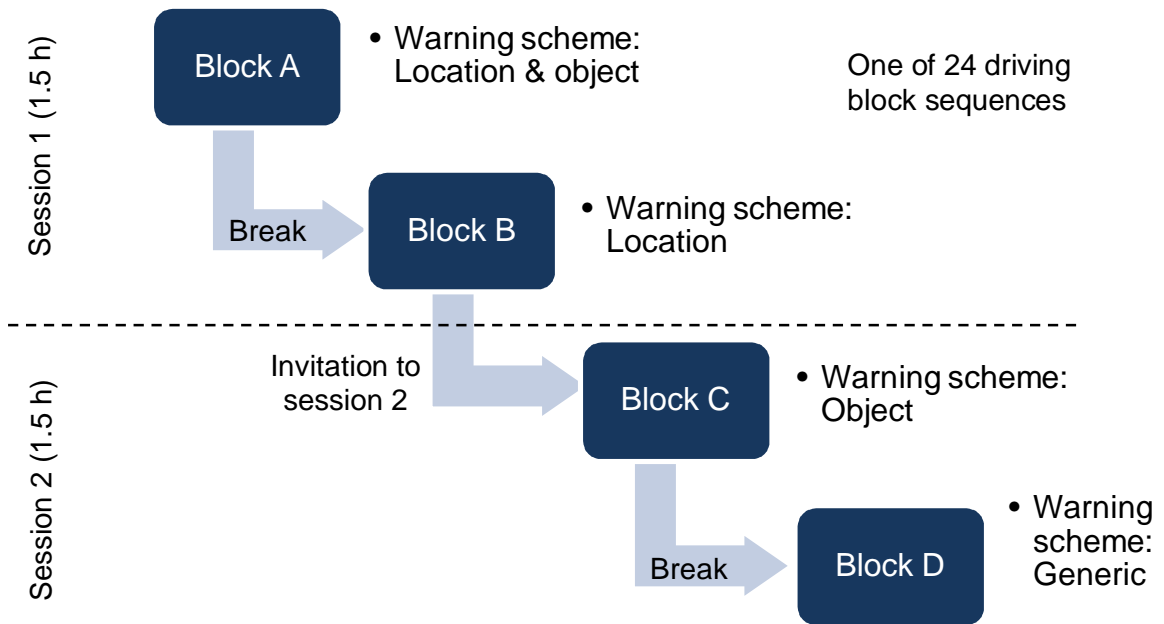 Session 1 (1.5 h)
Block A
• Warning scheme:
Location & object
One of 24 driving
block sequences
Break
Block B
• Warning scheme:
Location
Session 2 (1.5 h)
Invitation to
session 2
Block C
• Warning scheme:
Object
Break
Block D
• Warning
scheme:
Generic